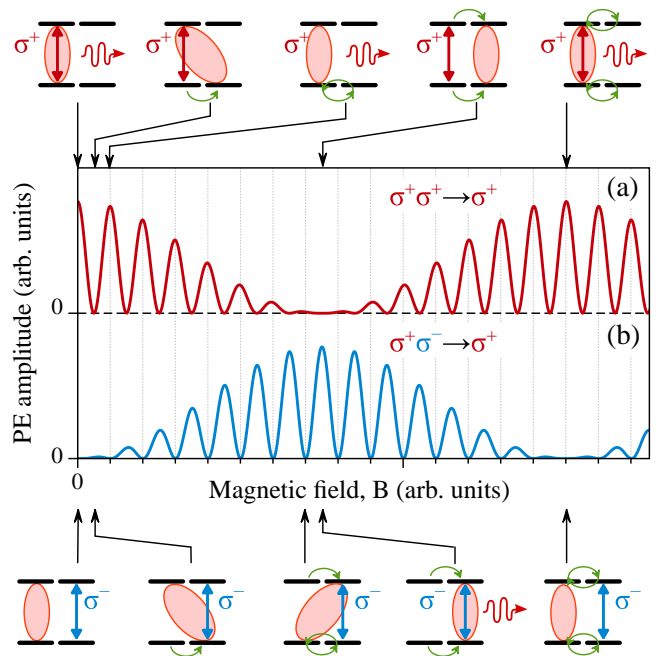 σ⁺
σ⁺
σ⁺
σ⁺
(a)
σ⁺σ⁺→σ⁺
PE amplitude (arb. units)
0
(b)
σ⁺σ⁻→σ⁺
0
0
Magnetic field, B (arb. units)
σ⁻
σ⁻
σ⁻
σ⁻
σ⁻